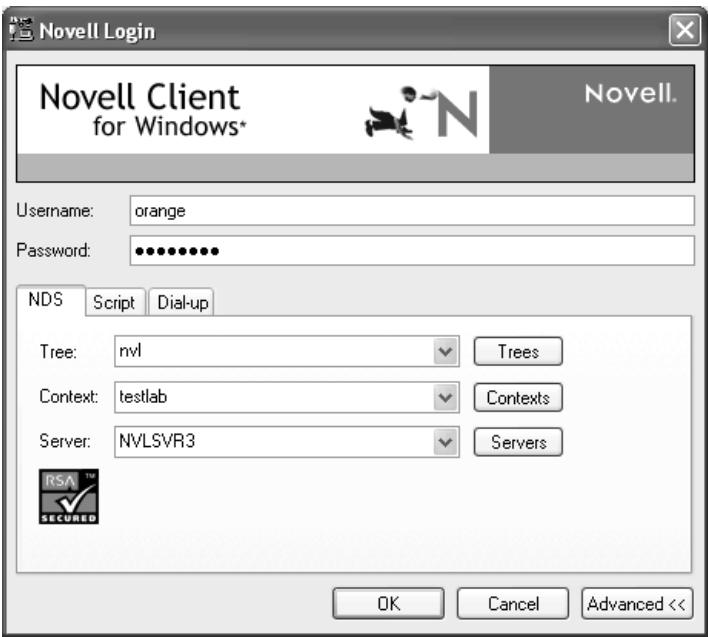 Novell Login
Novell Client
for Windows*
N
Novell.
Username: orange
Password: ••••••••
NDS Script Dial-up
Tree: nvl Trees
Context: testlab Contexts
Server: NVLSVR3 Servers
RSA ™
SECURED
OK Cancel Advanced <<